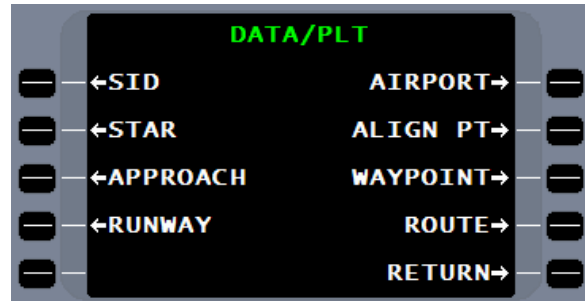 DATA/PLT
←SID AIRPORT→
←STAR ALIGN PT→
←APPROACH WAYPOINT→
←RUNWAY ROUTE→
RETURN→